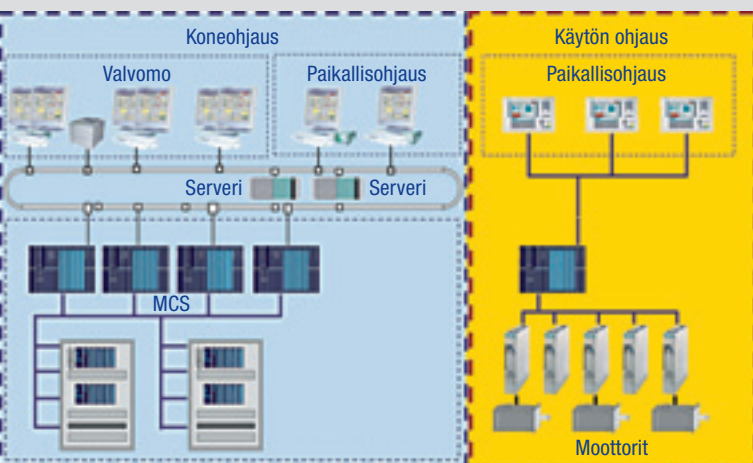 Koneohjaus
Valvomo
Paikallisohjaus
Serveri
Serveri
MCS
Käytön ohjaus
Paikallisohjaus
Moottorit